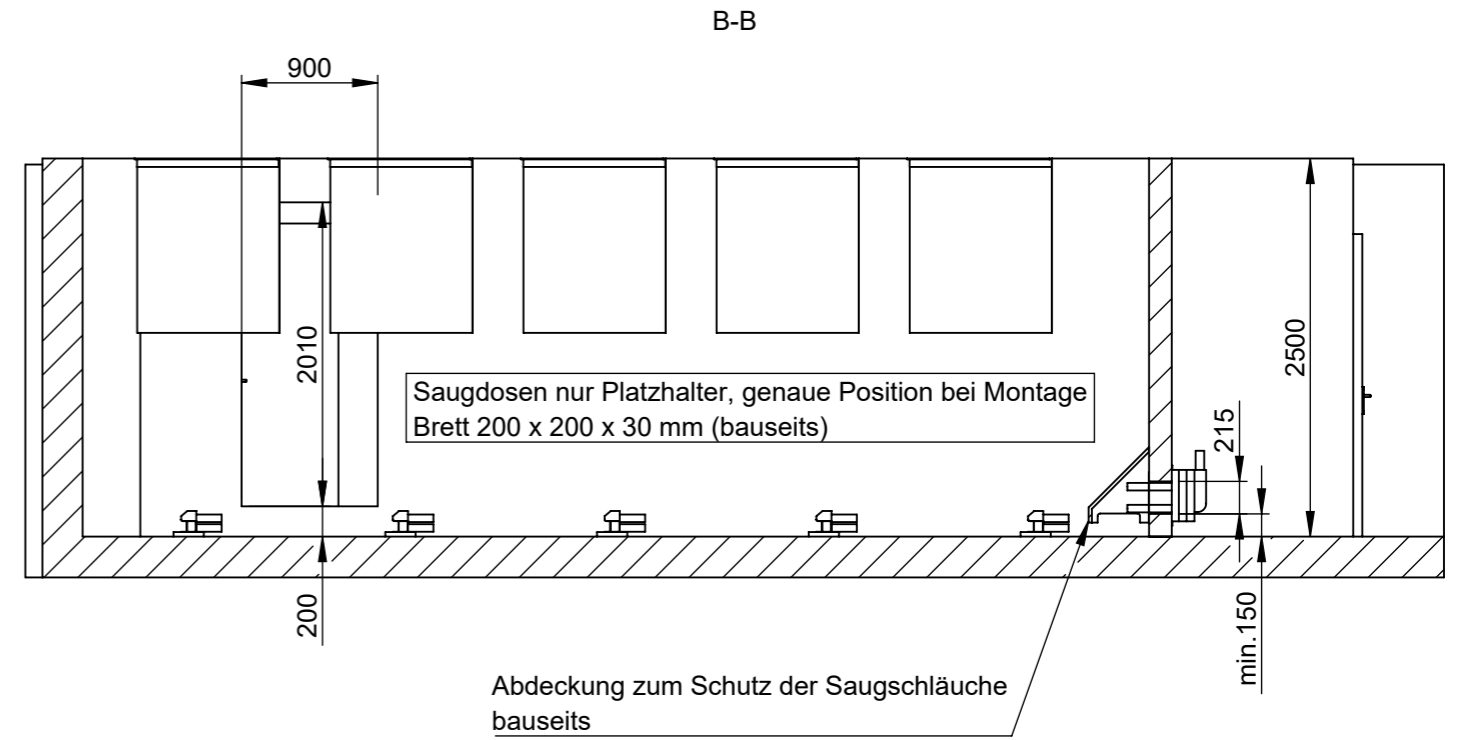 B-B
900
2010
2500
Saugdosen nur Platzhalter, genaue Position bei Montage
Brett 200 x 200 x 30 mm (bauseits)
215
200
min.150
Abdeckung zum Schutz der Saugschläuche
bauseits